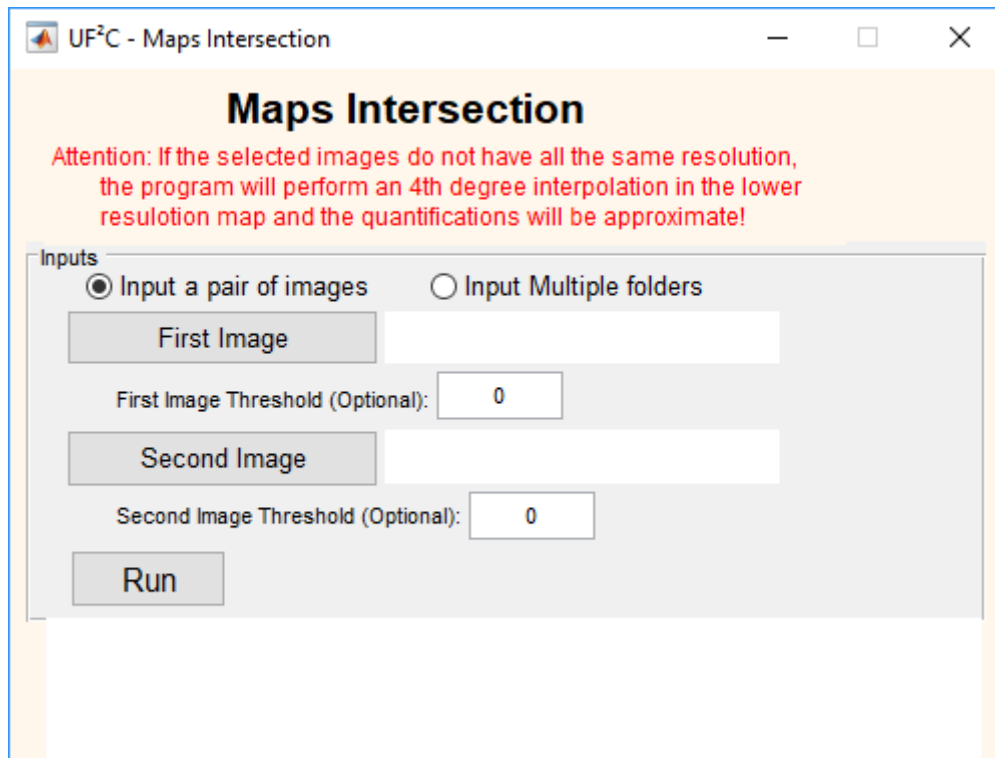 UF²C - Maps Intersection
Maps Intersection
Attention: If the selected images do not have all the same resolution,
the program will perform an 4th degree interpolation in the lower
resulotion map and the quantifications will be approximate!
Inputs
Input a pair of images Input Multiple folders
First Image
First Image Threshold (Optional): 0
Second Image
Second Image Threshold (Optional): 0
Run